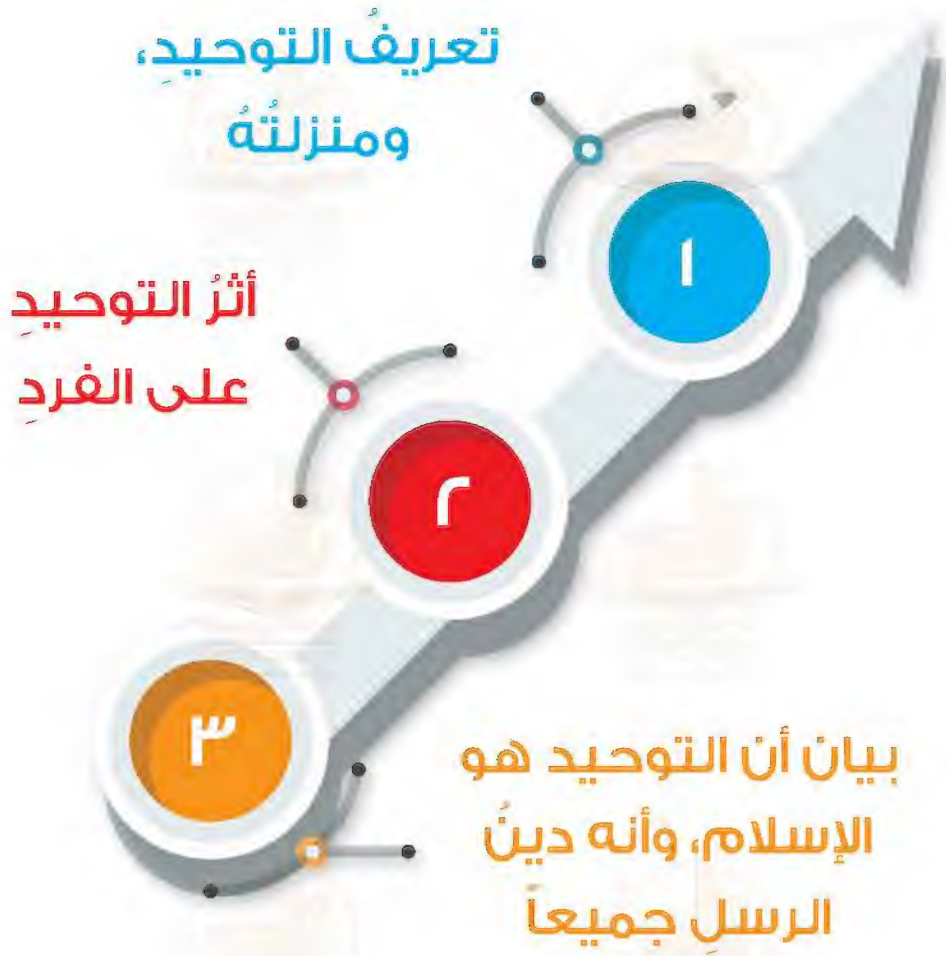 تعريفُ التوحيدِ،
ومنزلتُهُ
١
أثرُ التوحيدِ
على الفردِ
٢
٣
بيان أن التوحيد هو
الإسلام، وأنه دينُ
الرسلِ جميعاً